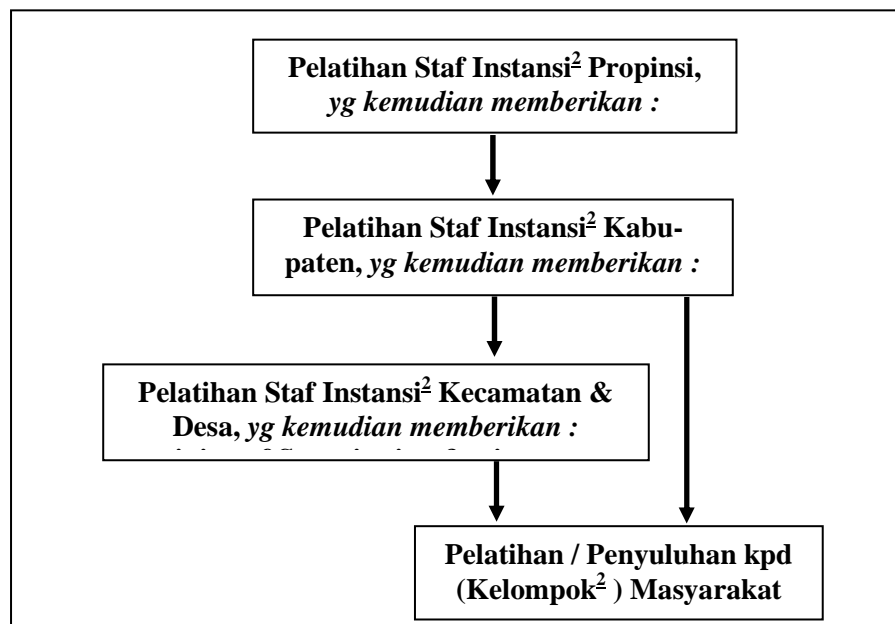 Pelatihan Staf Instansi² Propinsi,
yg kemudian memberikan :
Pelatihan Staf Instansi² Kabu-
paten, yg kemudian memberikan :
Pelatihan Staf Instansi² Kecamatan &
Desa, yg kemudian memberikan :
Pelatihan / Penyuluhan kpd
(Kelompok² ) Masyarakat